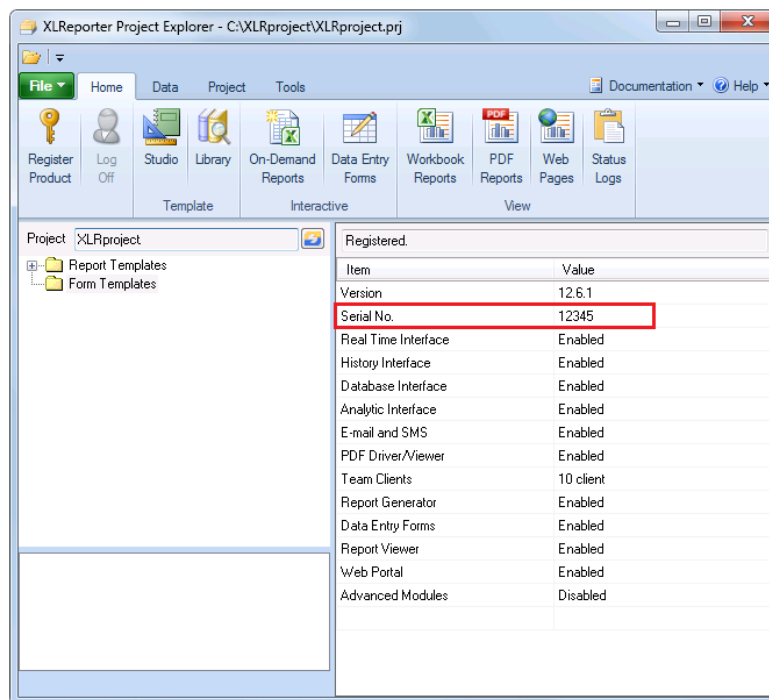 XLReporter Project Explorer - C:\XLRproject\XLRproject.prj
File Home Data Project Tools Documentation Help
Register Product
Log Off
Studio
Library
On-Demand Reports
Data Entry Forms
Workbook Reports
PDF
PDF Reports
Web Pages
Status Logs
Template Interactive View
Project XLRproject
Report Templates
Form Templates
Registered.
Item Value
Version 12.6.1
Serial No. 12345
Real Time Interface Enabled
History Interface Enabled
Database Interface Enabled
Analytic Interface Enabled
E-mail and SMS Enabled
PDF Driver/Viewer Enabled
Team Clients 10 client
Report Generator Enabled
Data Entry Forms Enabled
Report Viewer Enabled
Web Portal Enabled
Advanced Modules Disabled